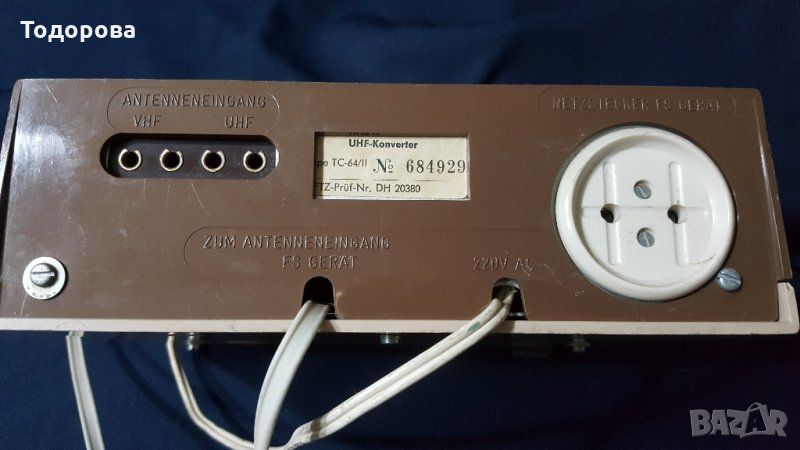 Тодорова
ANTENNENEINGANG
VHF UHF
NETZSTECKER FS GERÄT
UHF-Konverter
TC-64/II № 684929
FTZ-Prüf-Nr. DH 20380
ZUM ANTENNENEINGANG
FS GERÄT
220V AC
BAZAR